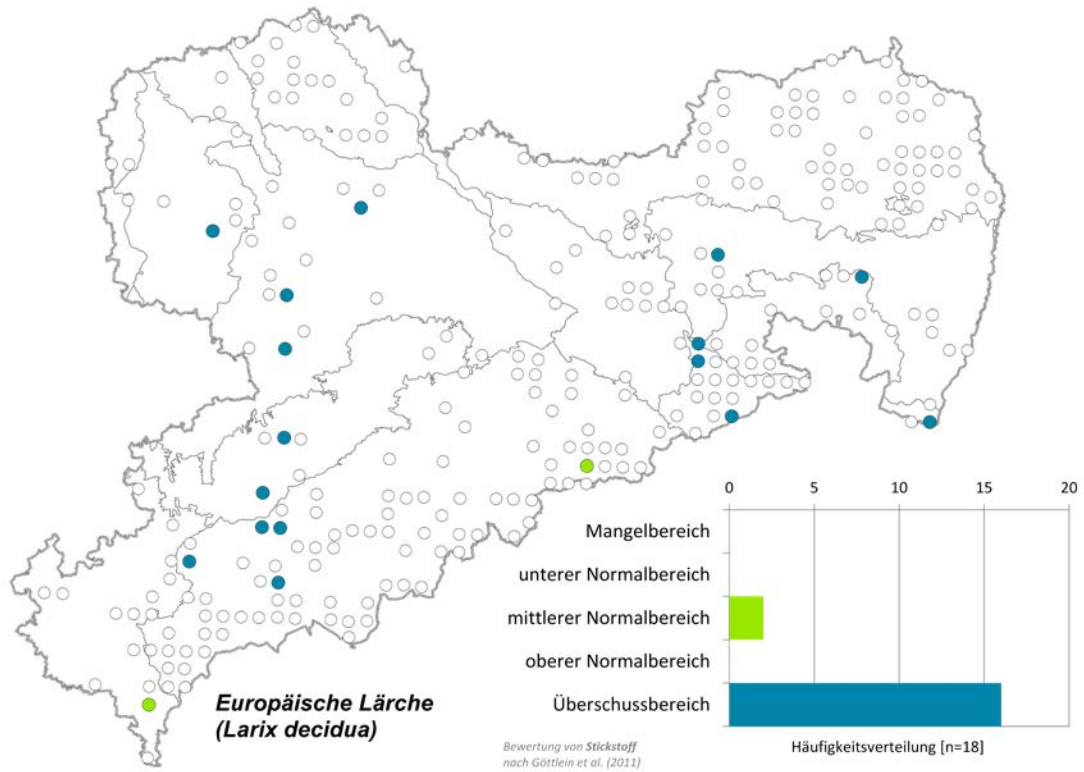 0 5 10 15 20
Mangelbereich
unterer Normalbereich
mittlerer Normalbereich
oberer Normalbereich
Überschussbereich
Häufigkeitsverteilung [n=18]
Europäische Lärche
(Larix decidua)
Bewertung von Stickstoff
nach Göttlein et al. (2011)